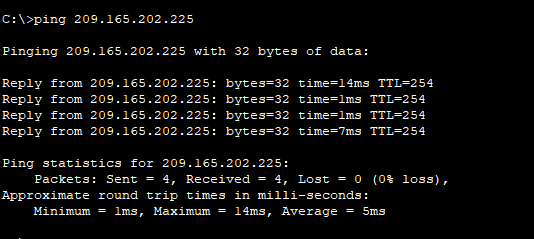 C:\>ping 209.165.202.225
Pinging 209.165.202.225 with 32 bytes of data:
Reply from 209.165.202.225: bytes=32 time=14ms TTL=254
Reply from 209.165.202.225: bytes=32 time=1ms TTL=254
Reply from 209.165.202.225: bytes=32 time=1ms TTL=254
Reply from 209.165.202.225: bytes=32 time=7ms TTL=254
Ping statistics for 209.165.202.225:
Packets: Sent = 4, Received = 4, Lost = 0 (0% loss),
Approximate round trip times in milli-seconds:
Minimum = 1ms, Maximum = 14ms, Average = 5ms